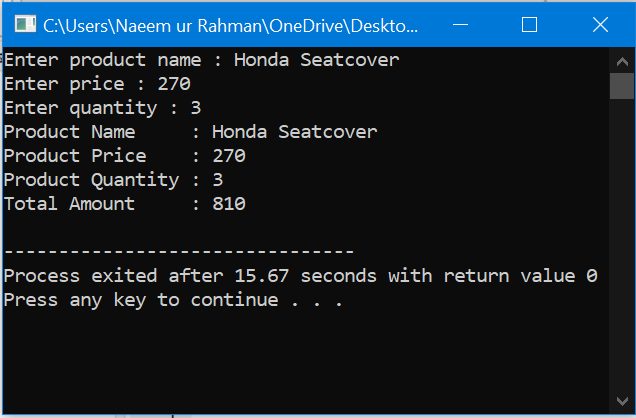 C:\Users\Naeem ur Rahman\OneDrive\Deskto...
Enter product name : Honda Seatcover
Enter price : 270
Enter quantity : 3
Product Name     : Honda Seatcover
Product Price    : 270
Product Quantity : 3
Total Amount     : 810
--------------------------------
Process exited after 15.67 seconds with return value 0
Press any key to continue . . .